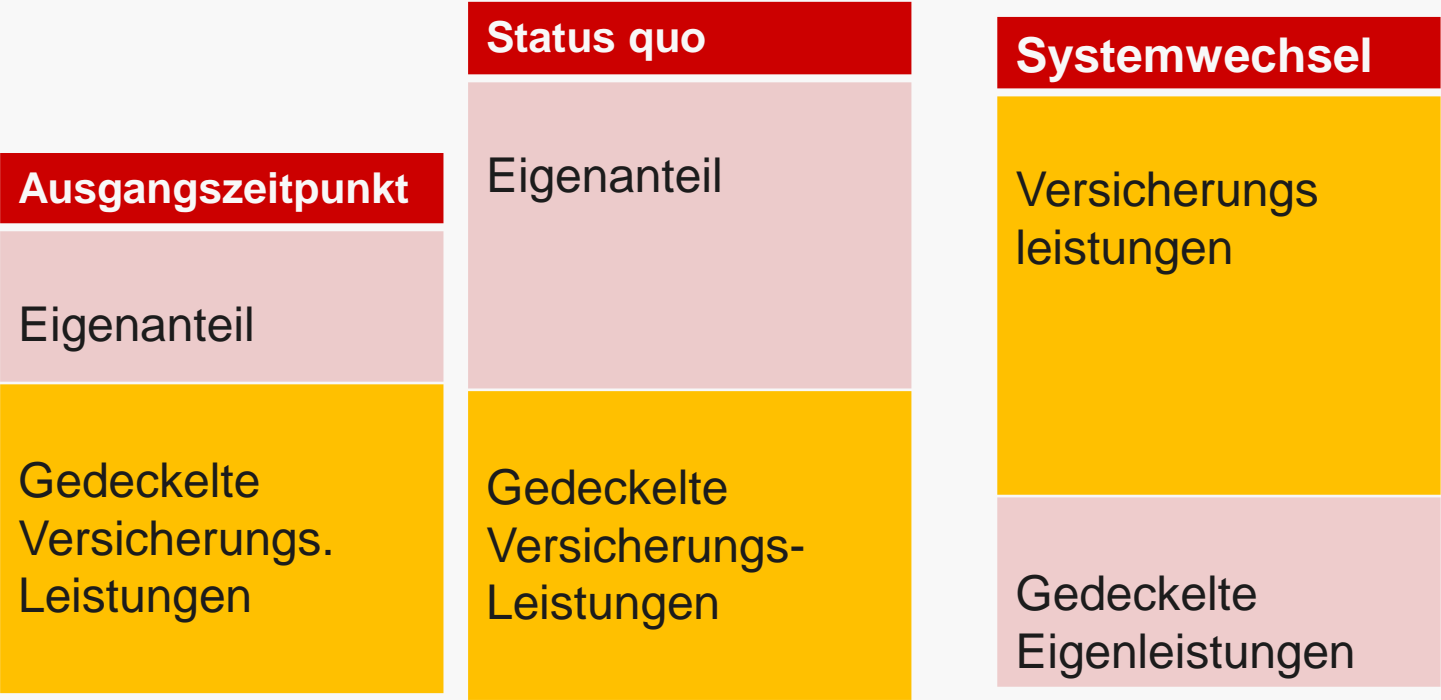 Ausgangszeitpunkt
Eigenanteil
Gedeckelte
Versicherungs.
Leistungen
Status quo
Eigenanteil
Gedeckelte
Versicherungs-
Leistungen
Systemwechsel
Versicherungs
leistungen
Gedeckelte
Eigenleistungen